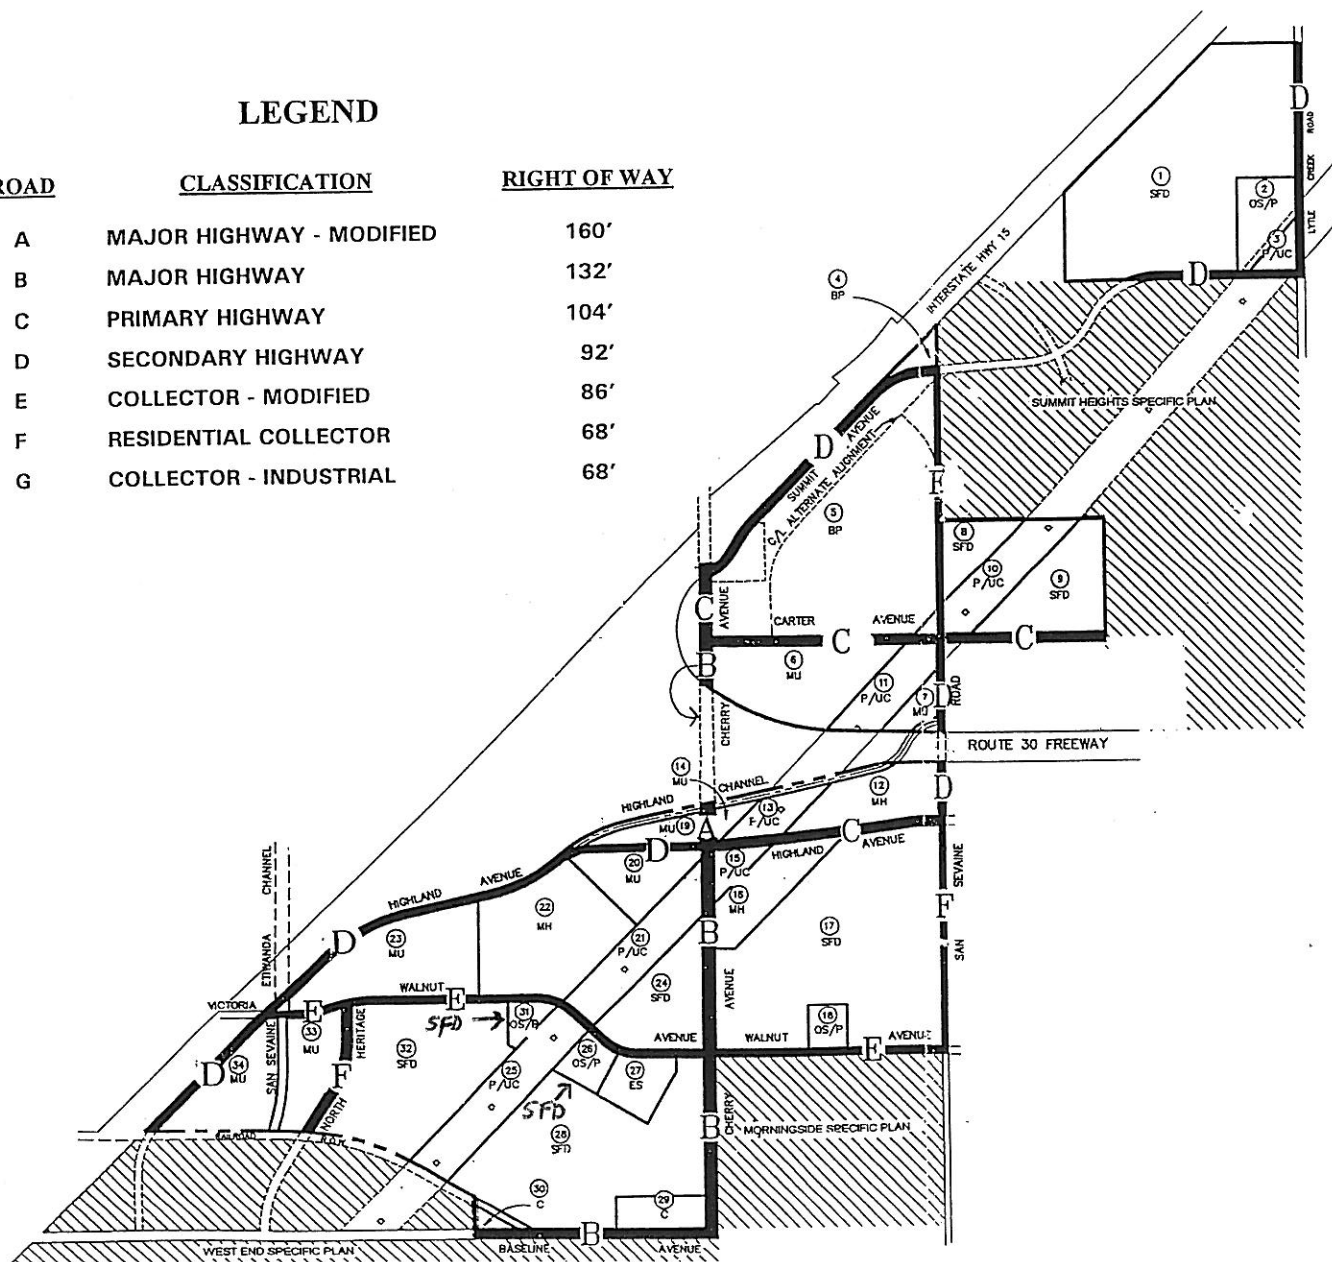 LEGEND
ROAD CLASSIFICATION RIGHT OF WAY
A MAJOR HIGHWAY - MODIFIED 160'
B MAJOR HIGHWAY 132'
C PRIMARY HIGHWAY 104'
D SECONDARY HIGHWAY 92'
E COLLECTOR - MODIFIED 86'
F RESIDENTIAL COLLECTOR 68'
G COLLECTOR - INDUSTRIAL 68'
D
LYTLE CREEK ROAD
1
SFD
2
OS/P
3
P/UC
D
INTERSTATE HWY 15
4
BP
SUMMIT HEIGHTS SPECIFIC PLAN
D
SUMMIT AVENUE
C/L ALTERNATE ALIGNMENT
F
5
BP
8
SFD
10
P/UC
9
SFD
C
AVENUE
CARTER AVENUE
C
C
B
6
MU
11
P/UC
7
MU
D
ROAD
CHERRY
ROUTE 30 FREEWAY
14
MU
HIGHLAND CHANNEL
12
MH
D
13
P/UC
MU 19
A
C
HIGHLAND AVENUE
D
20
MU
15
P/UC
16
MH
SEVAINE
F
SAN
17
SFD
B
AVENUE
HIGHLAND AVENUE
22
MH
21
P/UC
24
SFD
D
23
MU
ETIWANDA CHANNEL
VICTORIA
E
WALNUT
E
31
OS/P
SFD
18
OS/P
AVENUE
WALNUT
E
AVENUE
33
MU
HERITAGE
32
SFD
SAN SEVAINE
D
34
MU
F
NORTH
25
P/UC
26
OS/P
27
ES
SFD
28
SFD
CHERRY
B
MORNINGSIDE SPECIFIC PLAN
RAILROAD R.O.W.
30
C
29
C
WEST END SPECIFIC PLAN
BASELINE
B
AVENUE